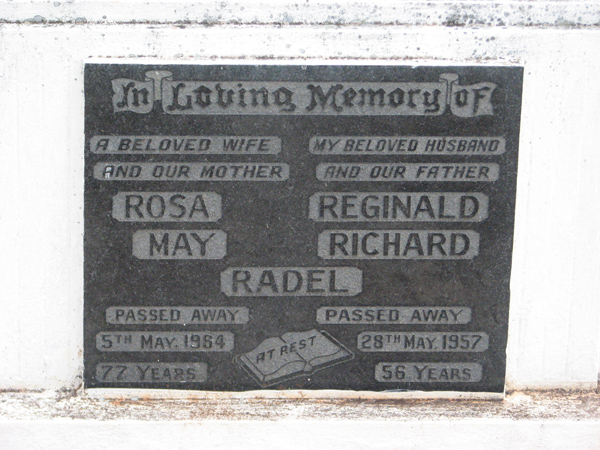 In Loving Memory of
A BELOVED WIFE
AND OUR MOTHER
ROSA
MAY
MY BELOVED HUSBAND
AND OUR FATHER
REGINALD
RICHARD
RADEL
PASSED AWAY
5TH MAY. 1984
77 YEARS
AT REST
PASSED AWAY
28TH MAY. 1957
56 YEARS